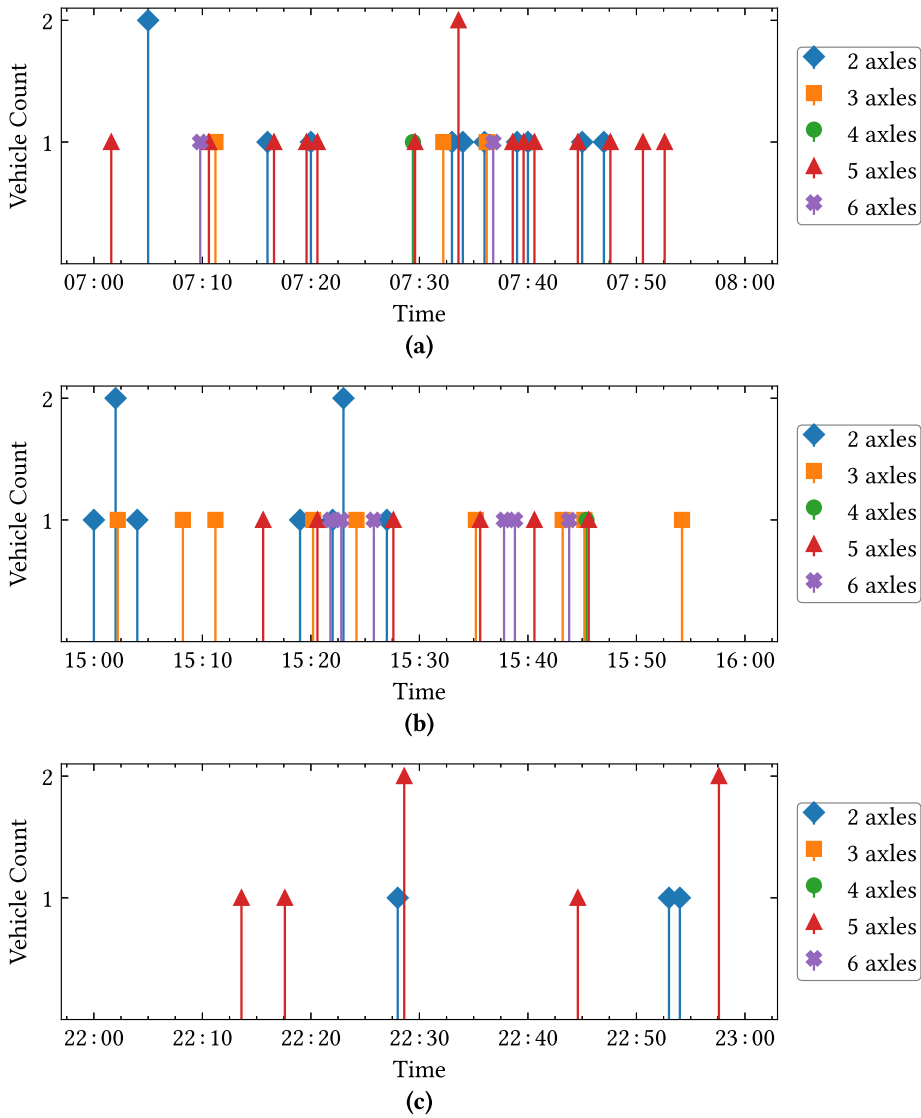 2
1
Vehicle Count
07:00 07:10 07:20 07:30 07:40 07:50 08:00
Time
2 axles
3 axles
4 axles
5 axles
6 axles
(a)
2
1
Vehicle Count
15:00 15:10 15:20 15:30 15:40 15:50 16:00
Time
2 axles
3 axles
4 axles
5 axles
6 axles
(b)
2
1
Vehicle Count
22:00 22:10 22:20 22:30 22:40 22:50 23:00
Time
2 axles
3 axles
4 axles
5 axles
6 axles
(c)